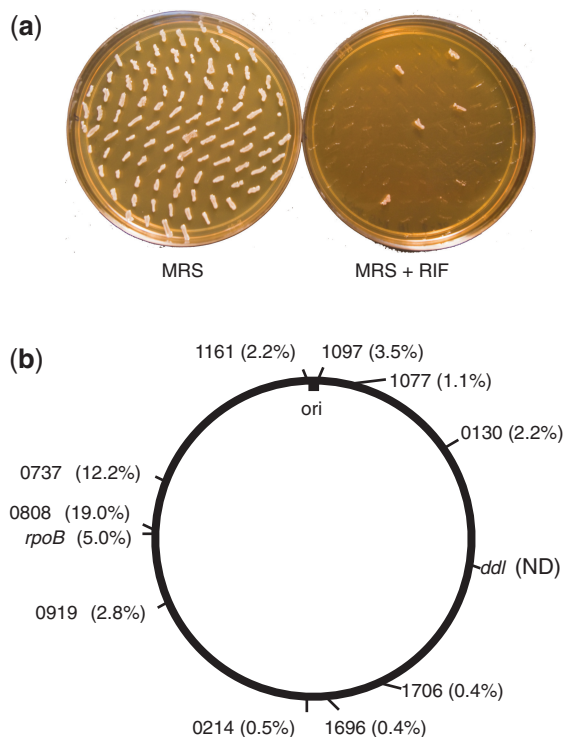 (a)
MRS
MRS + RIF
(b)
1161 (2.2%)
1097 (3.5%)
1077 (1.1%)
ori
0130 (2.2%)
0737 (12.2%)
0808 (19.0%)
rpoB (5.0%)
ddl (ND)
0919 (2.8%)
1706 (0.4%)
0214 (0.5%)
1696 (0.4%)